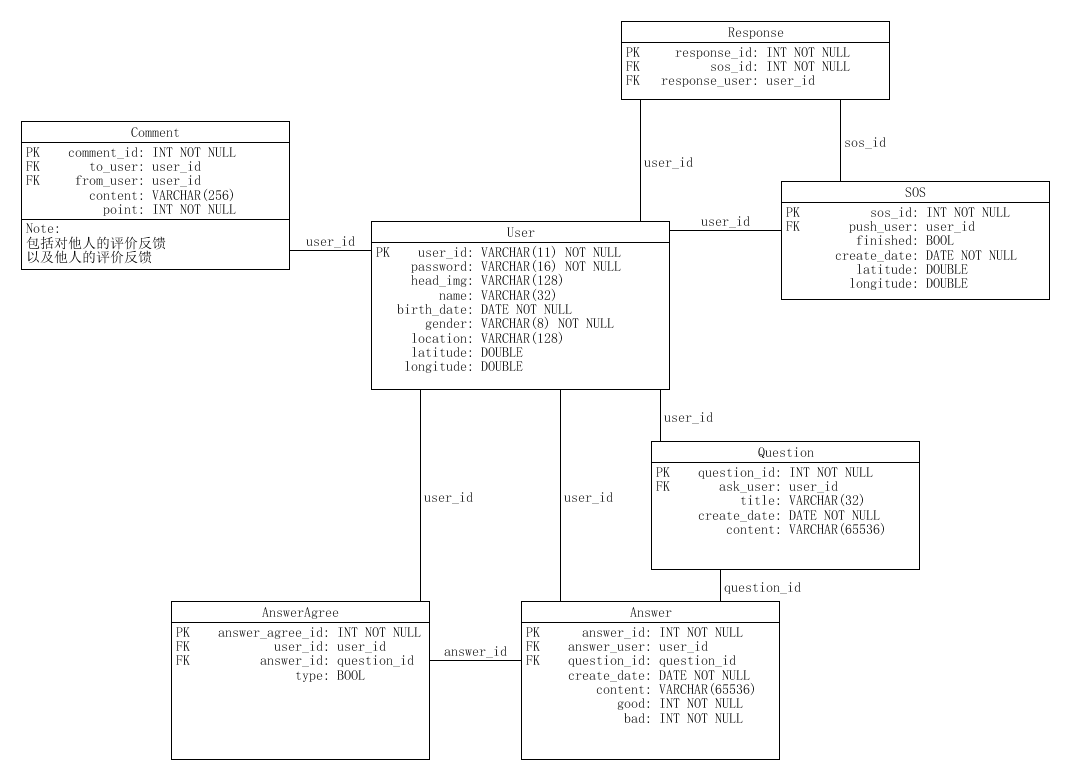 Response
PK response_id: INT NOT NULL
FK sos_id: INT NOT NULL
FK response_user: user_id
Comment
PK comment_id: INT NOT NULL
FK to_user: user_id
FK from_user: user_id
content: VARCHAR(256)
point: INT NOT NULL
Note:
包括对他人的评价反馈
以及他人的评价反馈
user_id
user_id
sos_id
user_id
SOS
PK sos_id: INT NOT NULL
FK push_user: user_id
finished: BOOL
create_date: DATE NOT NULL
latitude: DOUBLE
longitude: DOUBLE
User
PK user_id: VARCHAR(11) NOT NULL
password: VARCHAR(16) NOT NULL
head_img: VARCHAR(128)
name: VARCHAR(32)
birth_date: DATE NOT NULL
gender: VARCHAR(8) NOT NULL
location: VARCHAR(128)
latitude: DOUBLE
longitude: DOUBLE
user_id
user_id
user_id
Question
PK question_id: INT NOT NULL
FK ask_user: user_id
title: VARCHAR(32)
create_date: DATE NOT NULL
content: VARCHAR(65536)
question_id
AnswerAgree
PK answer_agree_id: INT NOT NULL
FK user_id: user_id
FK answer_id: question_id
type: BOOL
answer_id
Answer
PK answer_id: INT NOT NULL
FK answer_user: user_id
FK question_id: question_id
create_date: DATE NOT NULL
content: VARCHAR(65536)
good: INT NOT NULL
bad: INT NOT NULL